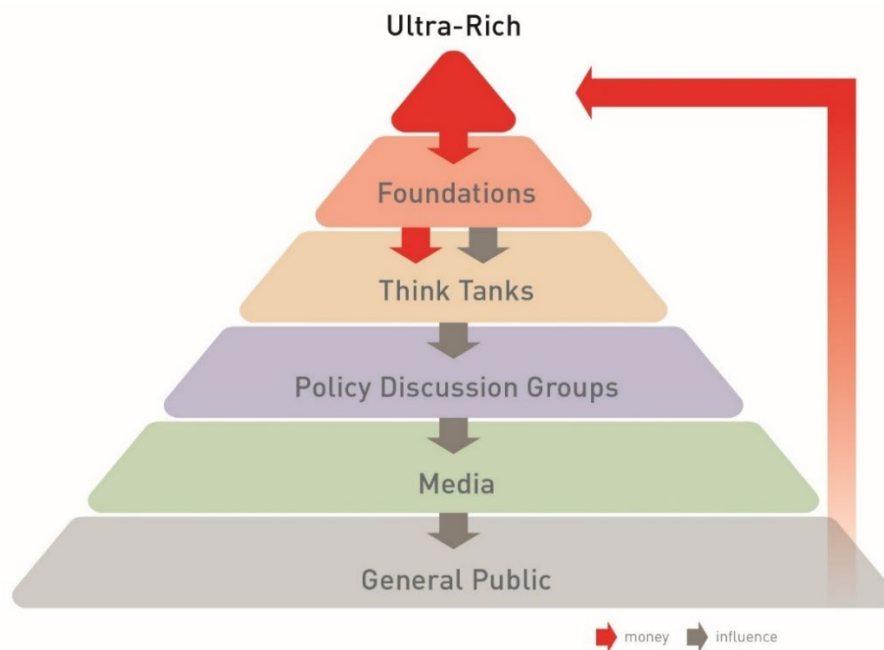 Ultra-Rich
Foundations
Think Tanks
Policy Discussion Groups
Media
General Public
money influence